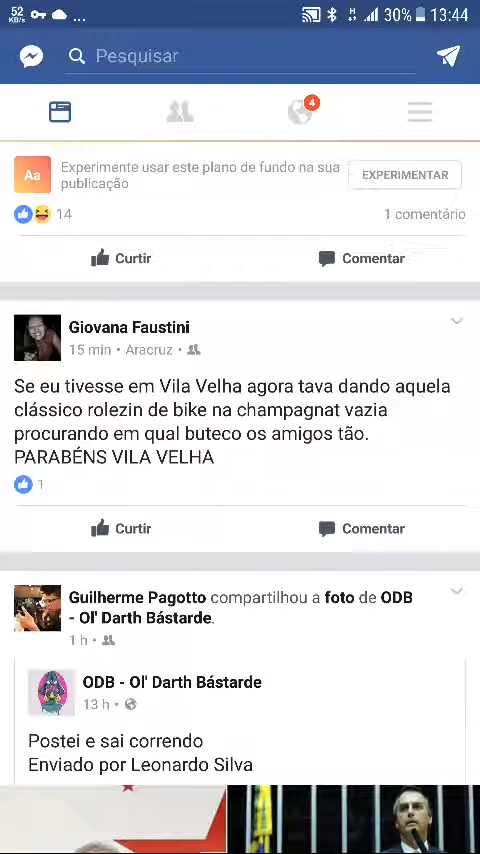 52
KB/s
...
H
30%
13:44
Pesquisar
4
Aa
Experimente usar este plano de fundo na sua
publicação
EXPERIMENTAR
14
1 comentário
Curtir
Comentar
Giovana Faustini
15 min • Aracruz •
Se eu tivesse em Vila Velha agora tava dando aquela
clássico rolezin de bike na champagnat vazia
procurando em qual buteco os amigos tão.
PARABÉNS VILA VELHA
1
Curtir
Comentar
Guilherme Pagotto compartilhou a foto de ODB
- Ol' Darth Bástarde.
1 h •
ODB - Ol' Darth Bástarde
13 h •
Postei e sai correndo
Enviado por Leonardo Silva